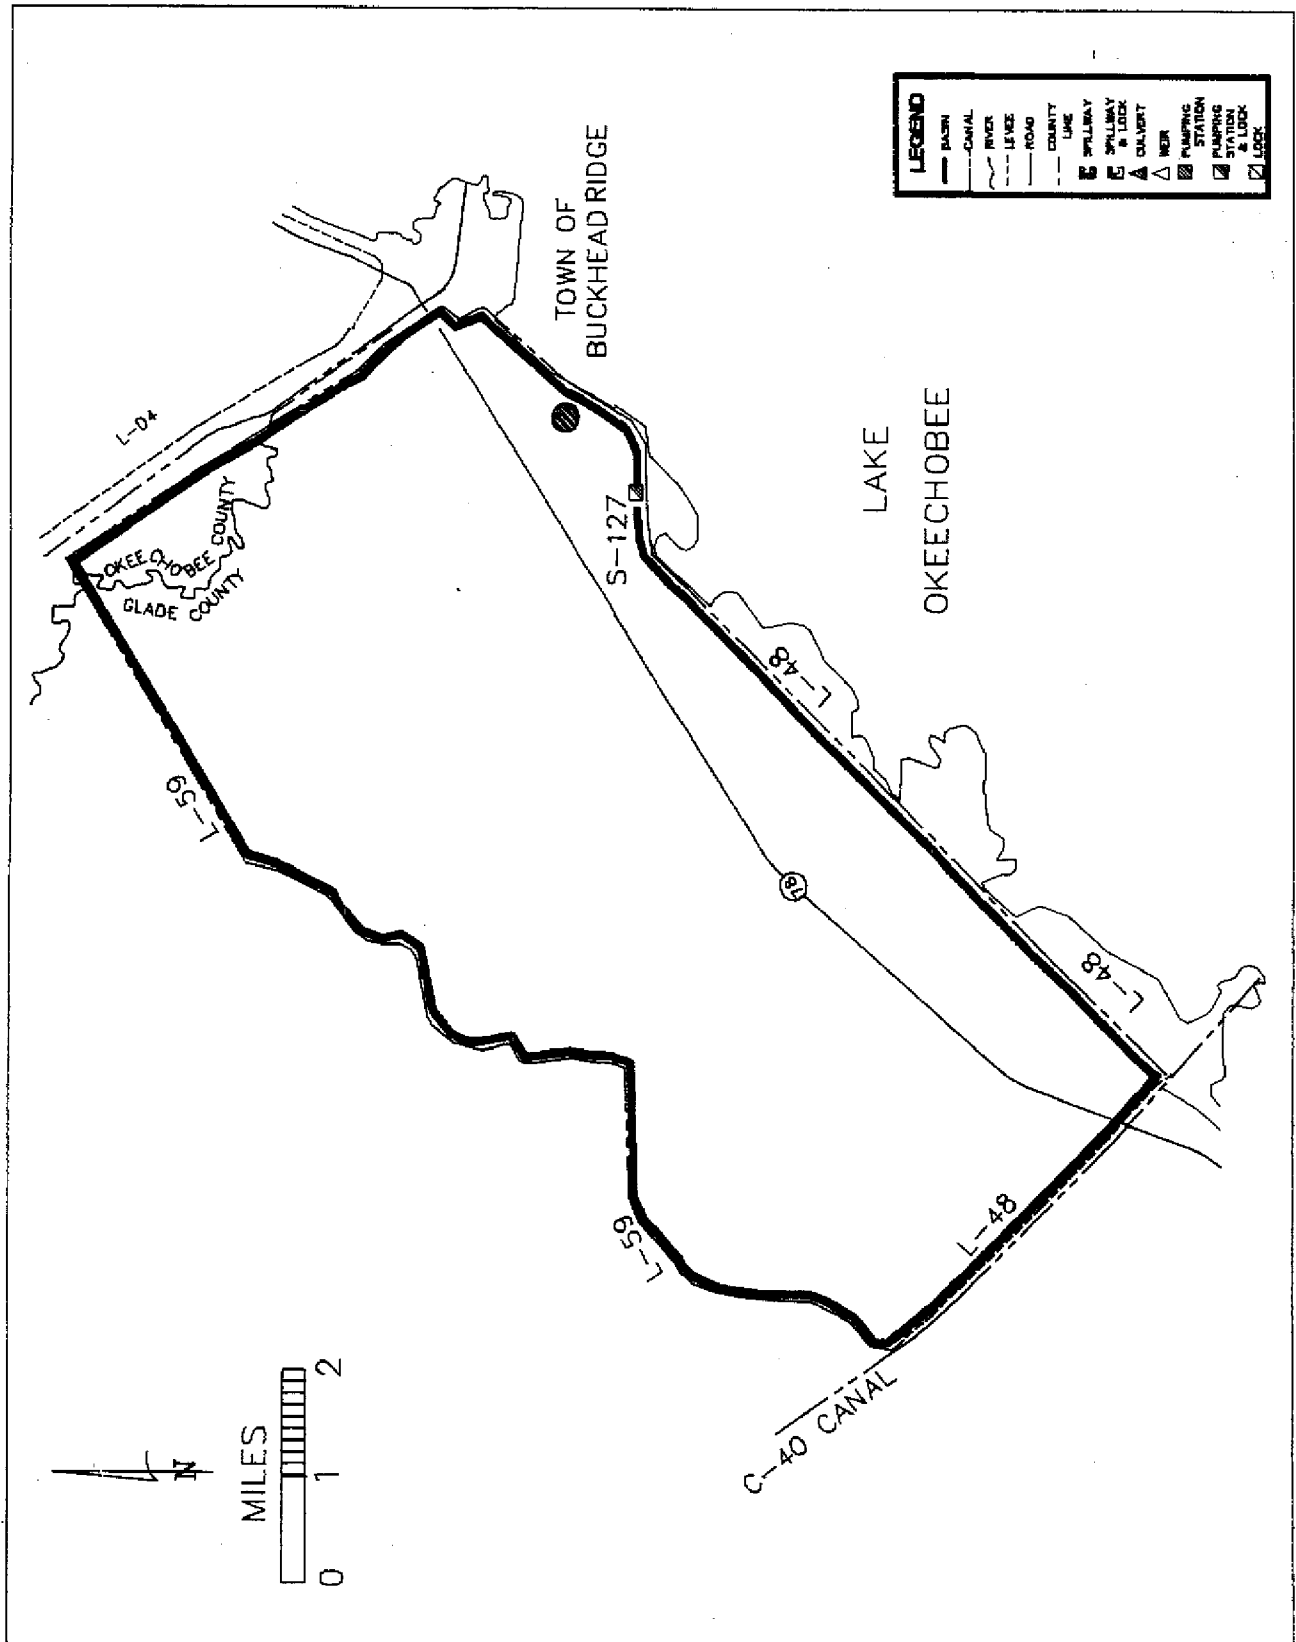 LEGEND
BASIN
CANAL
RIVER
LEVEE
ROAD
COUNTY
LINE
SPILLWAY
SPILLWAY
& LOCK
CULVERT
WEIR
PUMPING
STATION
PUMPING
STATION
& LOCK
LOCK
TOWN OF
BUCKHEAD RIDGE
L-D4
OKEECHOBEE COUNTY
GLADE COUNTY
S-127
LAKE
OKEECHOBEE
L-59
L-48
78
L-48
L-59
L-48
C-40 CANAL
N
MILES
0 1 2